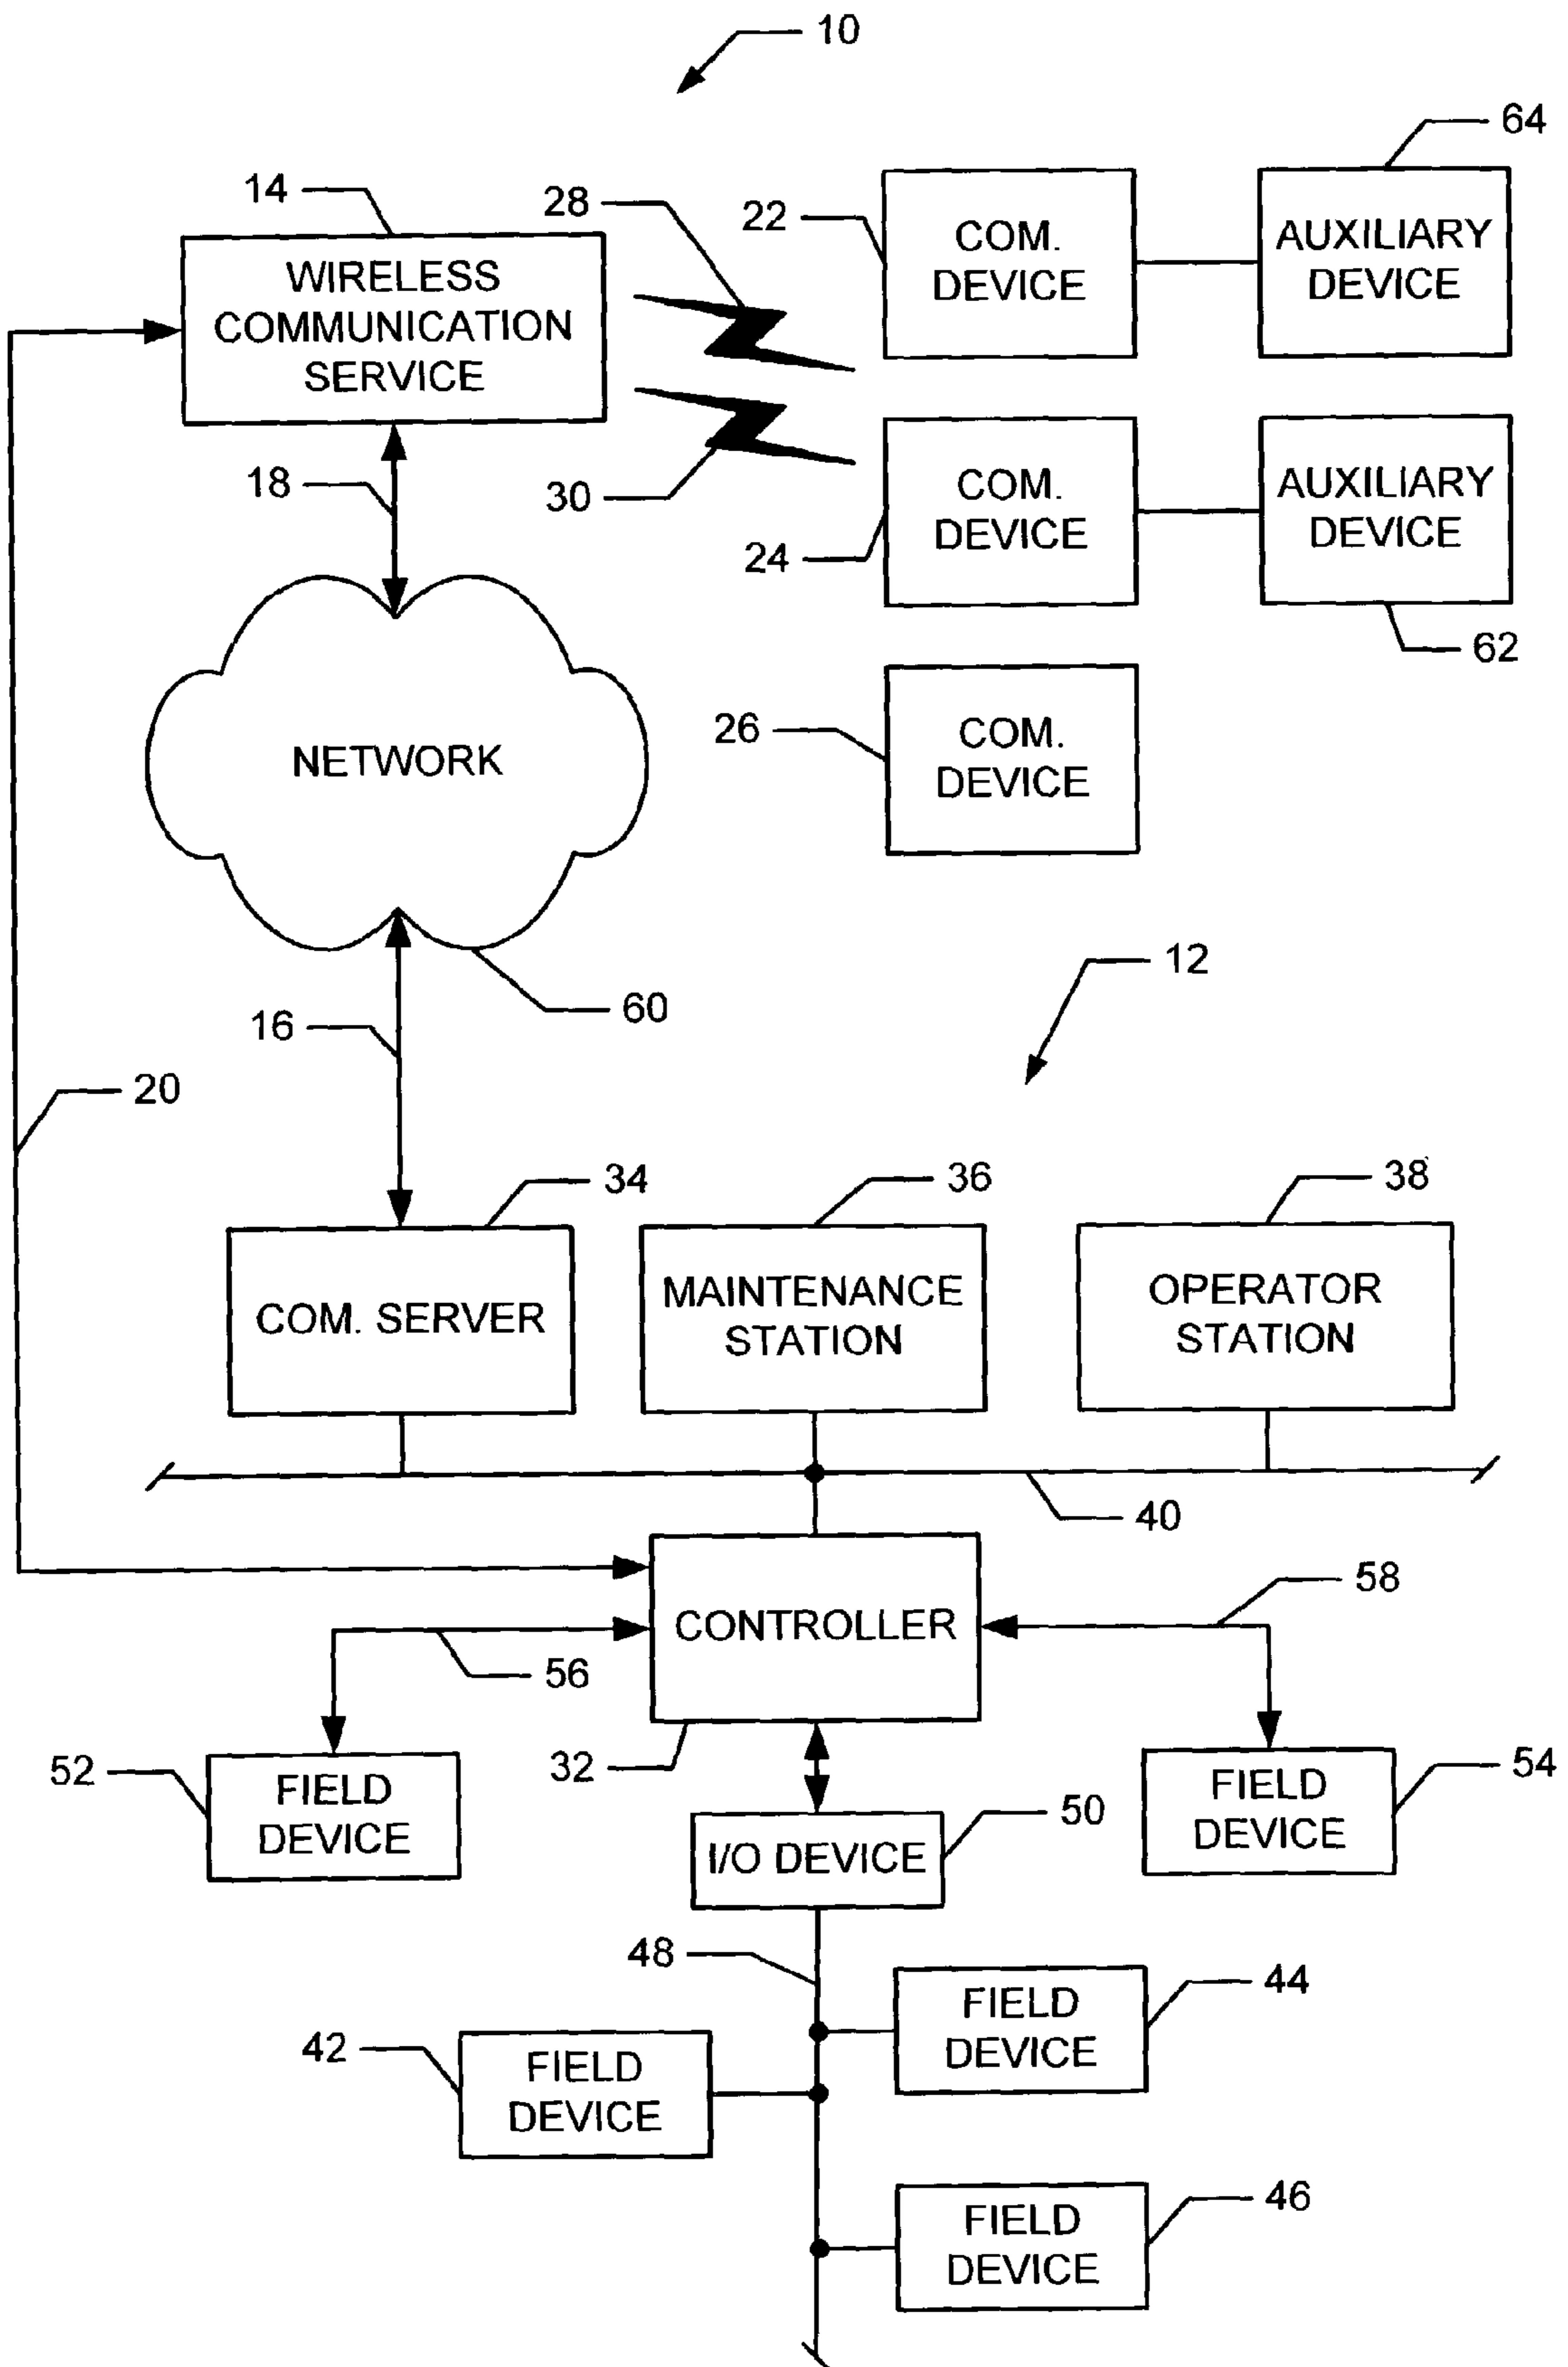 10
64
14
28
22
COM.
DEVICE
AUXILIARY
DEVICE
WIRELESS
COMMUNICATION
SERVICE
18
30
24
COM.
DEVICE
AUXILIARY
DEVICE
62
26
COM.
DEVICE
NETWORK
12
60
16
20
34
36
38
COM. SERVER
MAINTENANCE
STATION
OPERATOR
STATION
40
58
CONTROLLER
56
32
52
FIELD
DEVICE
50
I/O DEVICE
54
FIELD
DEVICE
48
44
FIELD
DEVICE
42
FIELD
DEVICE
46
FIELD
DEVICE